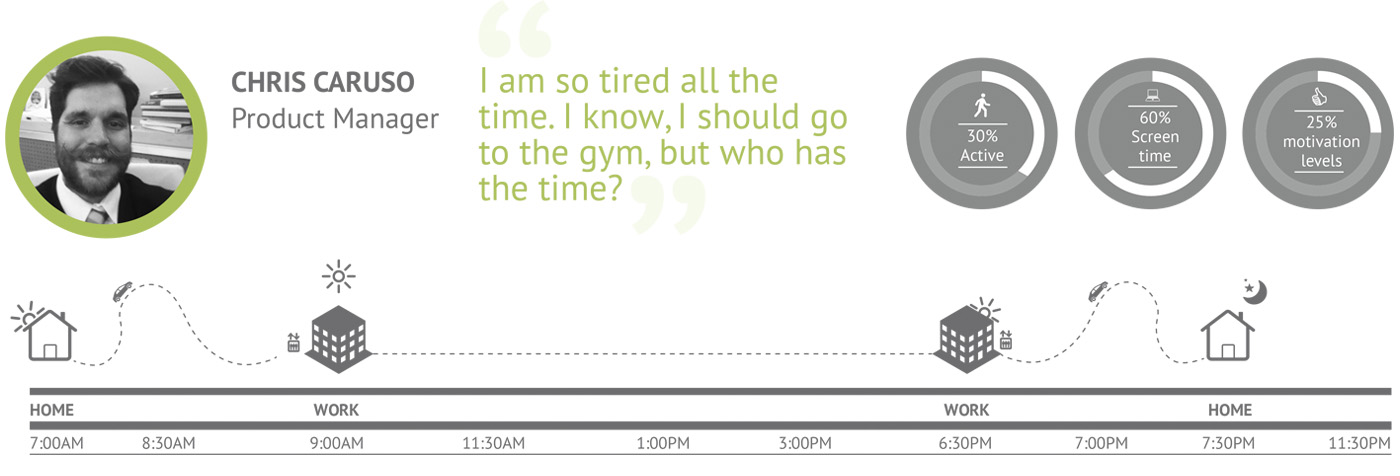 CHRIS CARUSO
Product Manager
“
I am so tired all the
time. I know, I should go
to the gym, but who has
the time?
”
30%
Active
60%
Screen
time
25%
motivation
levels
HOME WORK WORK HOME
7:00AM 8:30AM 9:00AM 11:30AM 1:00PM 3:00PM 6:30PM 7:00PM 7:30PM 11:30PM